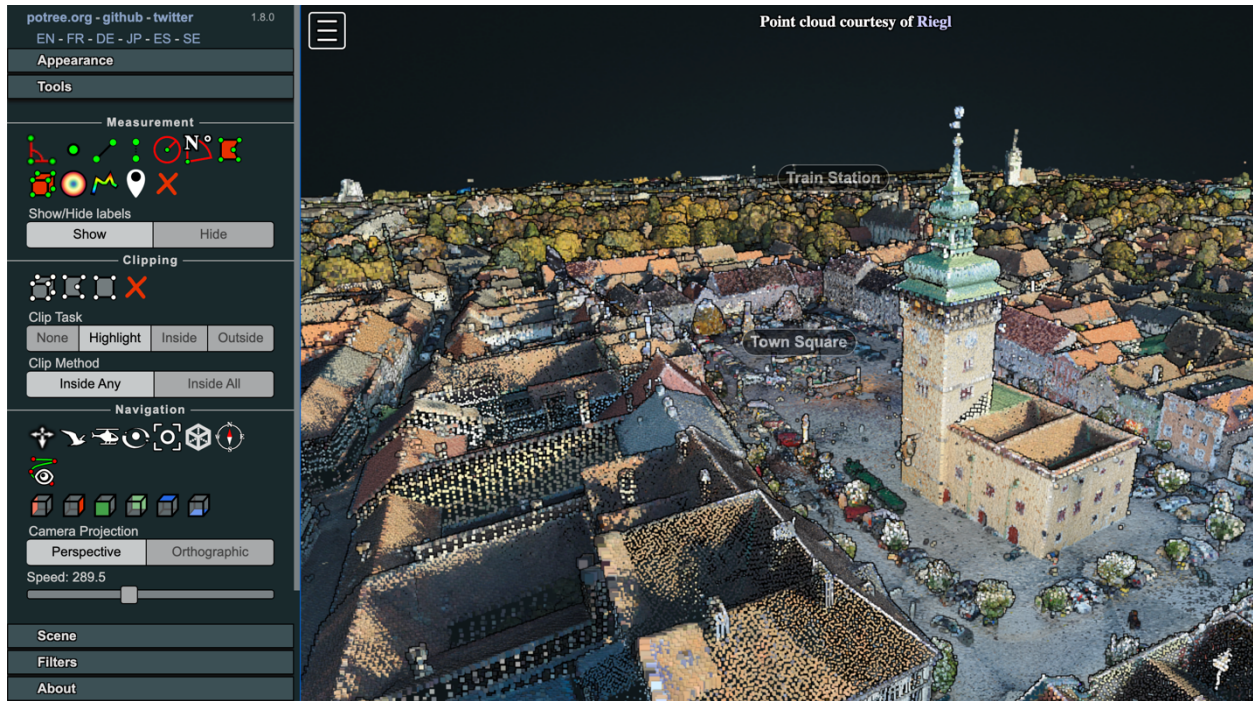 potree.org - github - twitter 1.8.0
EN - FR - DE - JP - ES - SE
Appearance
Tools
Measurement
N °
Show/Hide labels
Show Hide
Clipping
Clip Task
None Highlight Inside Outside
Clip Method
Inside Any Inside All
Navigation
N
S
Camera Projection
Perspective Orthographic
Speed: 289.5
Scene
Filters
About
Point cloud courtesy of Riegl
Train Station
Town Square